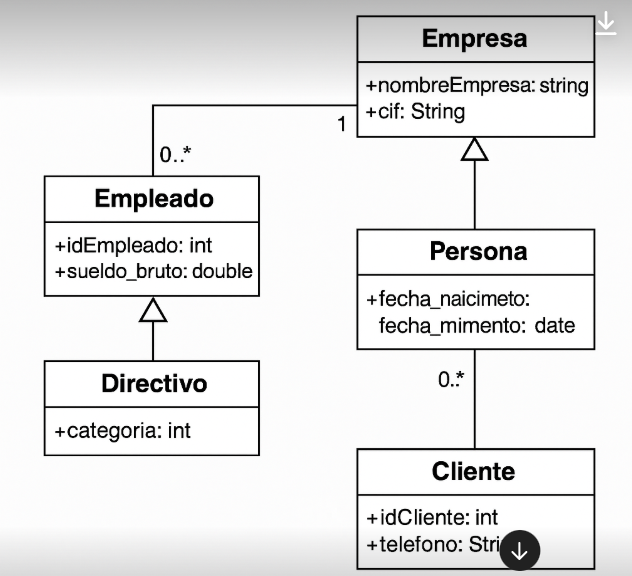 Empresa
+nombreEmpresa: string
+cif: String
1
0..*
Empleado
+idEmpleado: int
+sueldo_bruto: double
Persona
+fecha_naicimeto:
fecha_mimento: date
Directivo
+categoria: int
0..*
Cliente
+idCliente: int
+telefono: